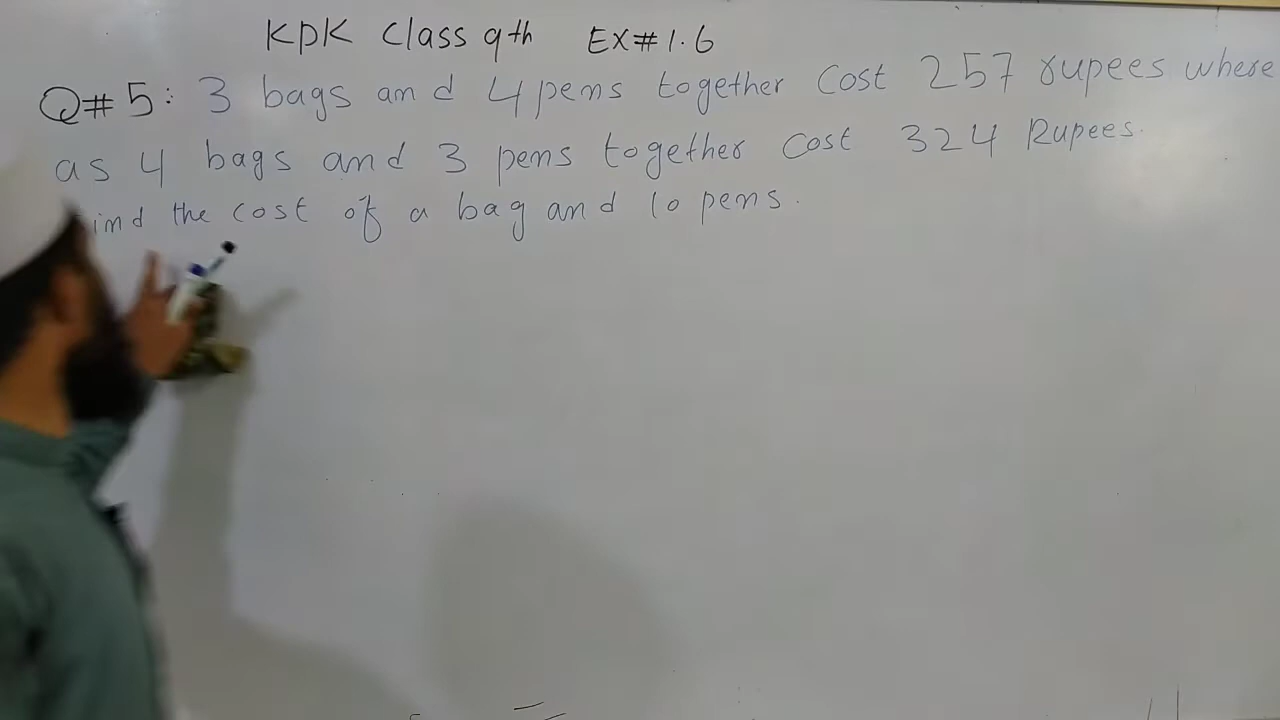 KPK Class 9th EX#1.6
Q#5: 3 bags and 4 pens together cost 257 rupees where
as 4 bags and 3 pens together cost 324 Rupees.
ind the cost of a bag and 10 pens.